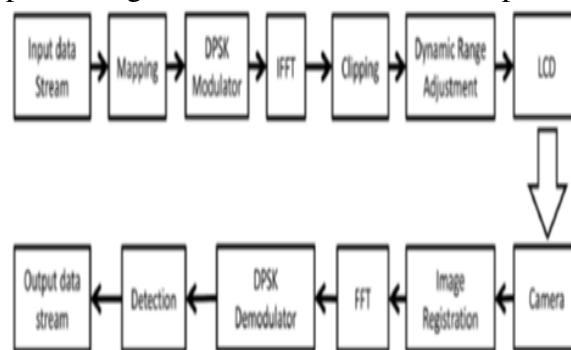 Input data
Stream
Mapping
DPSK
Modulator
IFFT
Clipping
Dynamic Range
Adjustment
LCD
Output data
stream
Detection
DPSK
Demodulator
FFT
Image
Registration
Camera